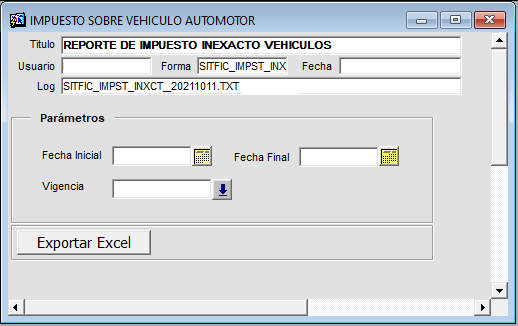 IMPUESTO SOBRE VEHICULO AUTOMOTOR
Titulo REPORTE DE IMPUESTO INEXACTO VEHICULOS
Usuario Forma SITFIC_IMPST_INX Fecha
Log SITFIC_IMPST_INXCT_20211011.TXT
Parámetros
Fecha Inicial Fecha Final
Vigencia
Exportar Excel